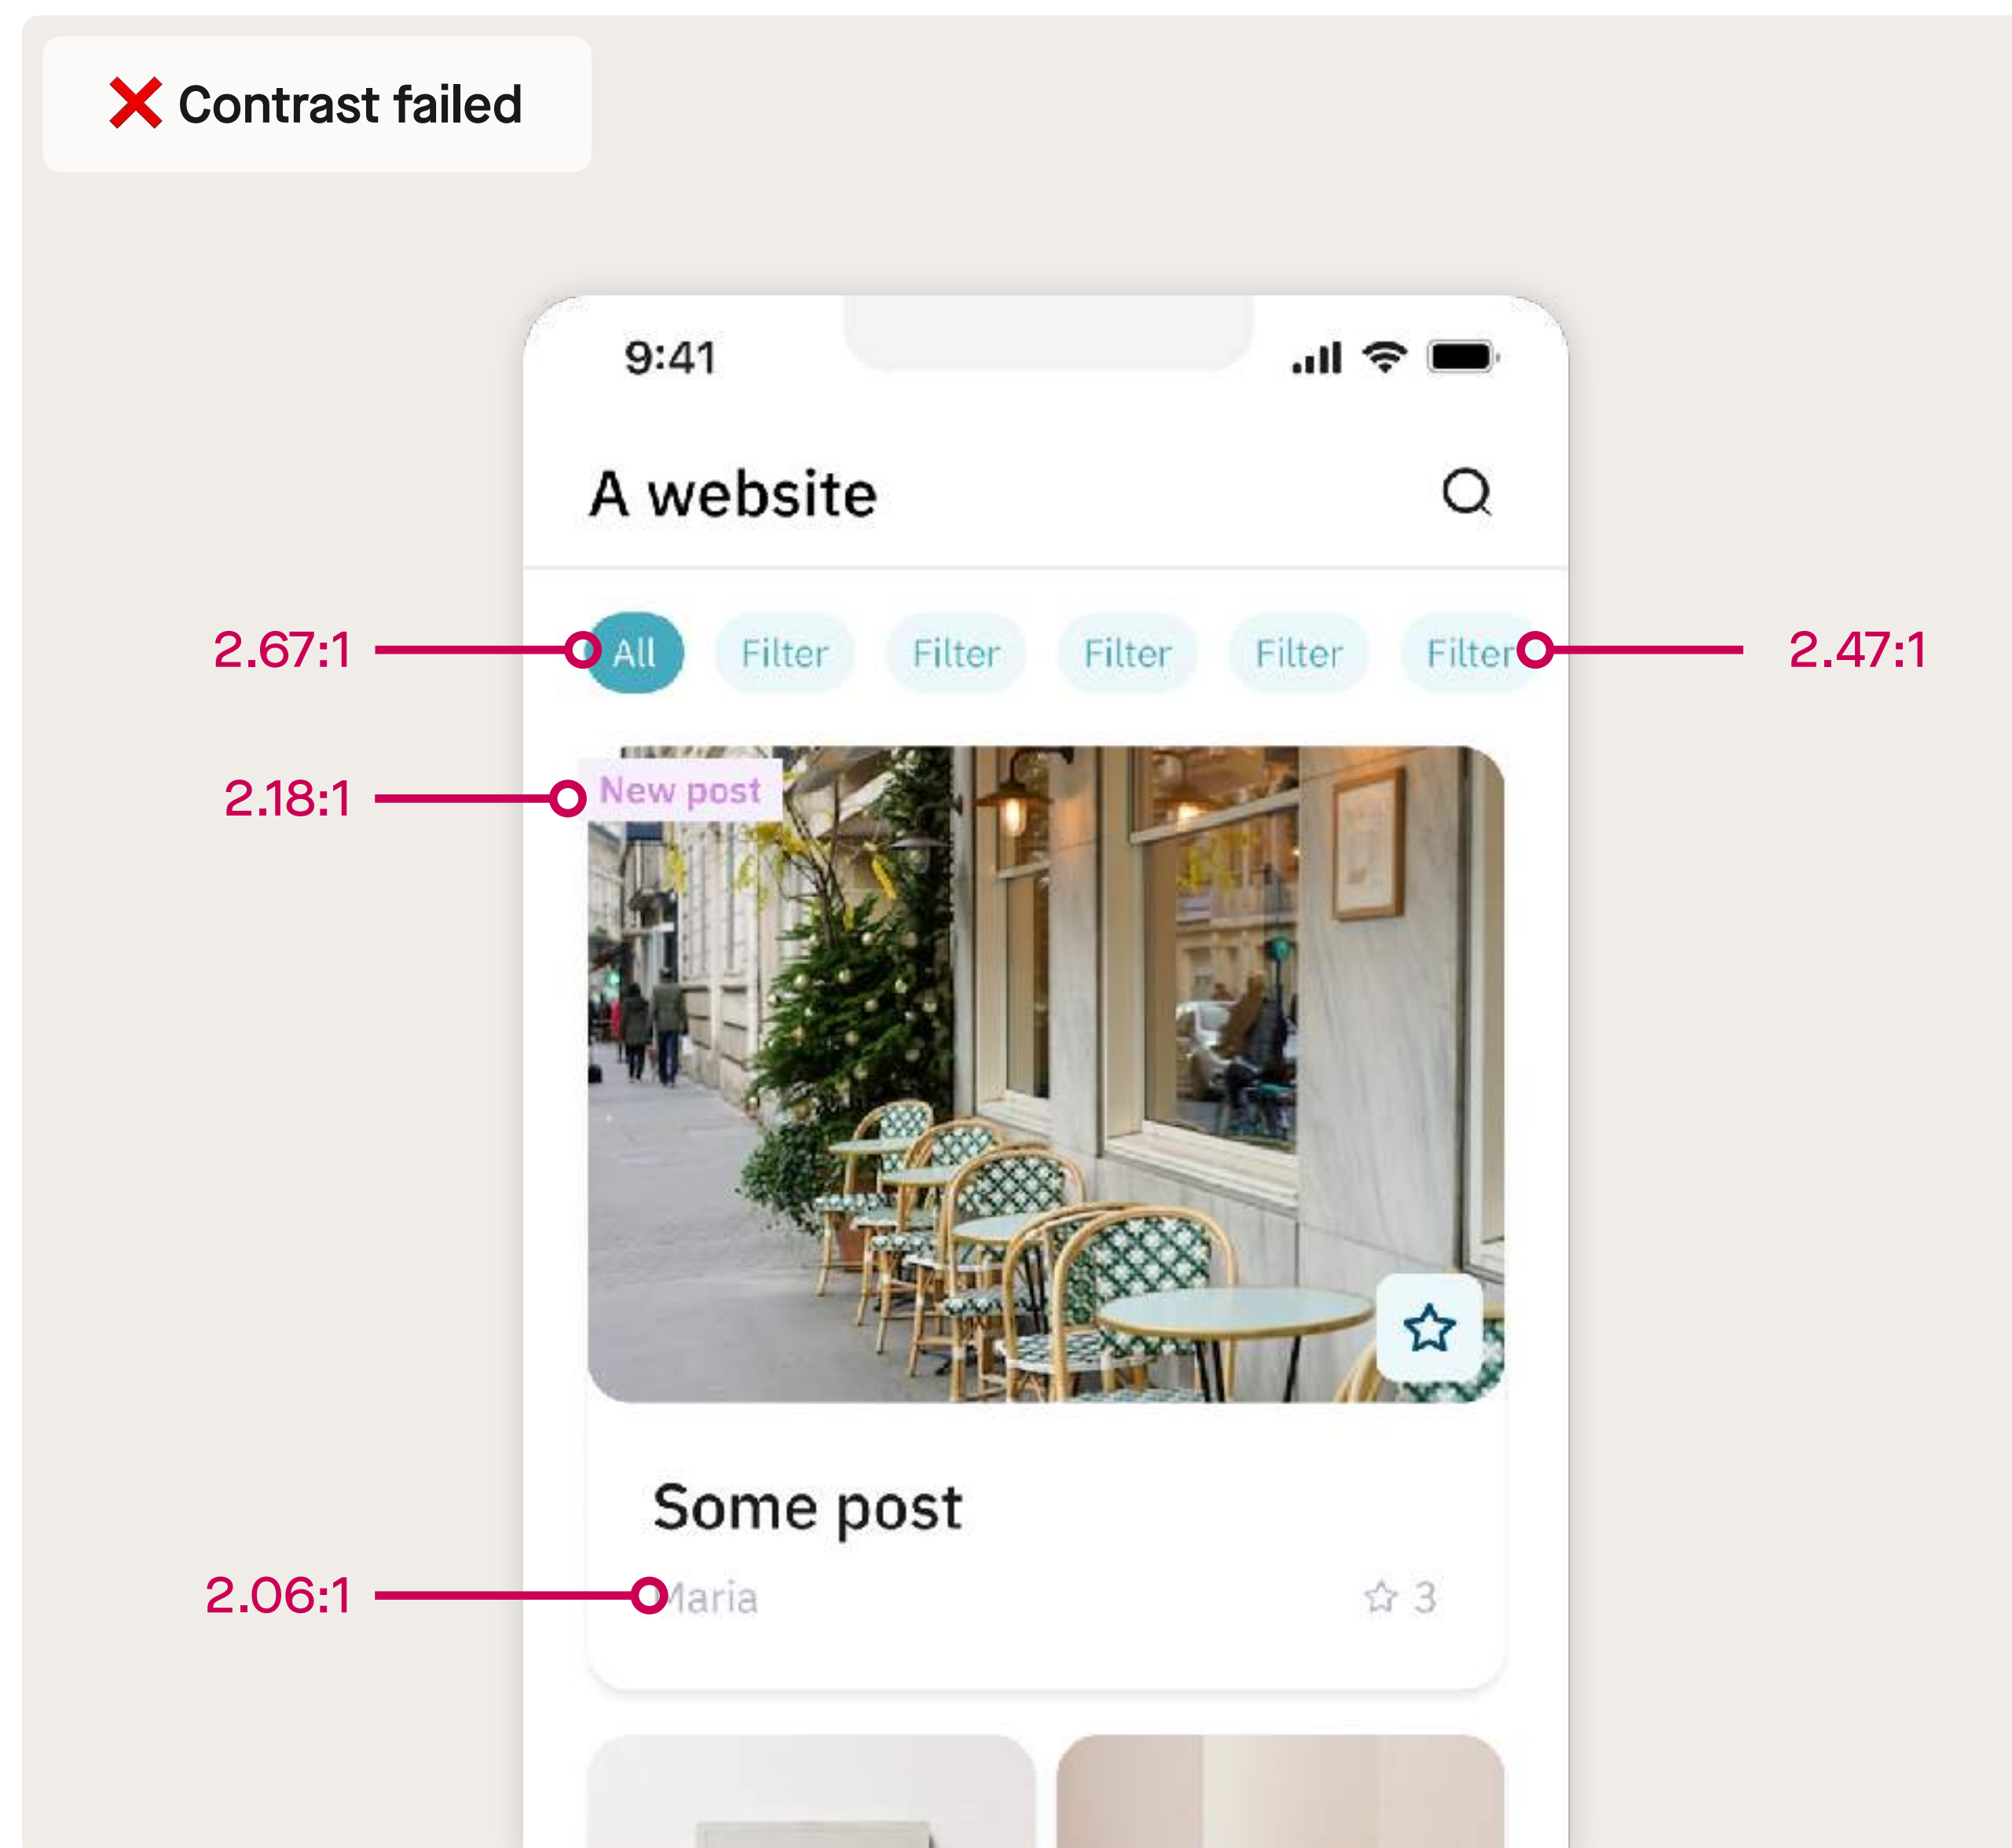 ❌ Contrast failed
9:41
A website
2.67:1
All Filter Filter Filter Filter Filter
2.47:1
2.18:1
New post
Some post
2.06:1
Maria
3